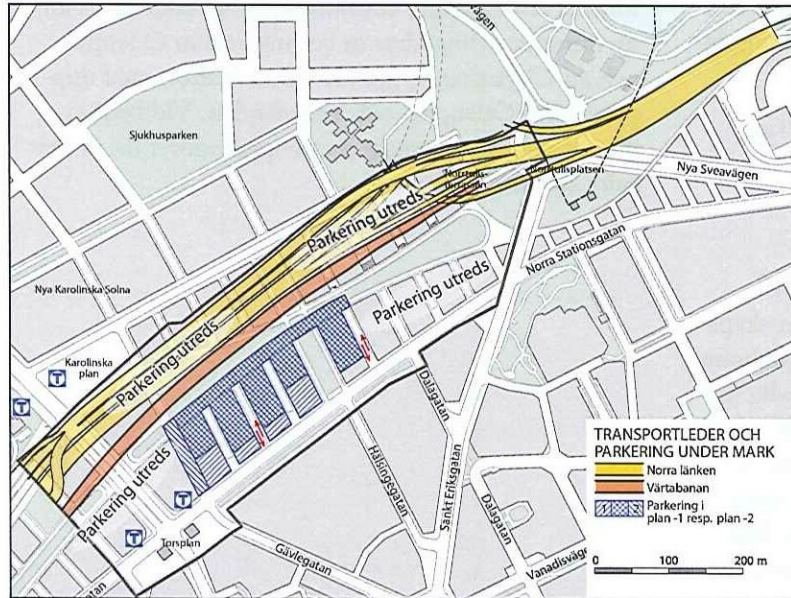 Sjukhusparken
Nya Sveavägen
Norra Stationsgatan
Parkering utreds
Parkering utreds
Nya Karolinska Solna
Parkering utreds
Karolinska
plan
T
T
Parkering utreds
T
T
Torsplan
Dalagatan
Hälsingegatan
Sankt Eriksgatan
Dalagatan
Gävlegatan
Vanadisvägen
TRANSPORTLEDER OCH
PARKERING UNDER MARK
Norra länken
Värtabanan
1 2 Parkering i
plan -1 resp. plan -2
0 100 200 m